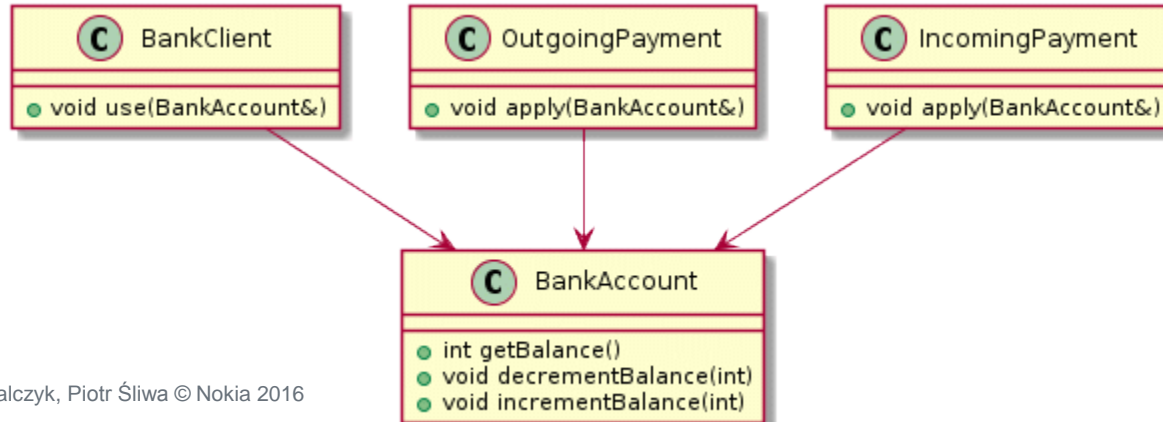 C BankClient
void use(BankAccount&)
C OutgoingPayment
void apply(BankAccount&)
C IncomingPayment
void apply(BankAccount&)
C BankAccount
int getBalance()
void decrementBalance(int)
void incrementBalance(int)
Piotr Śliwa © Nokia 2016